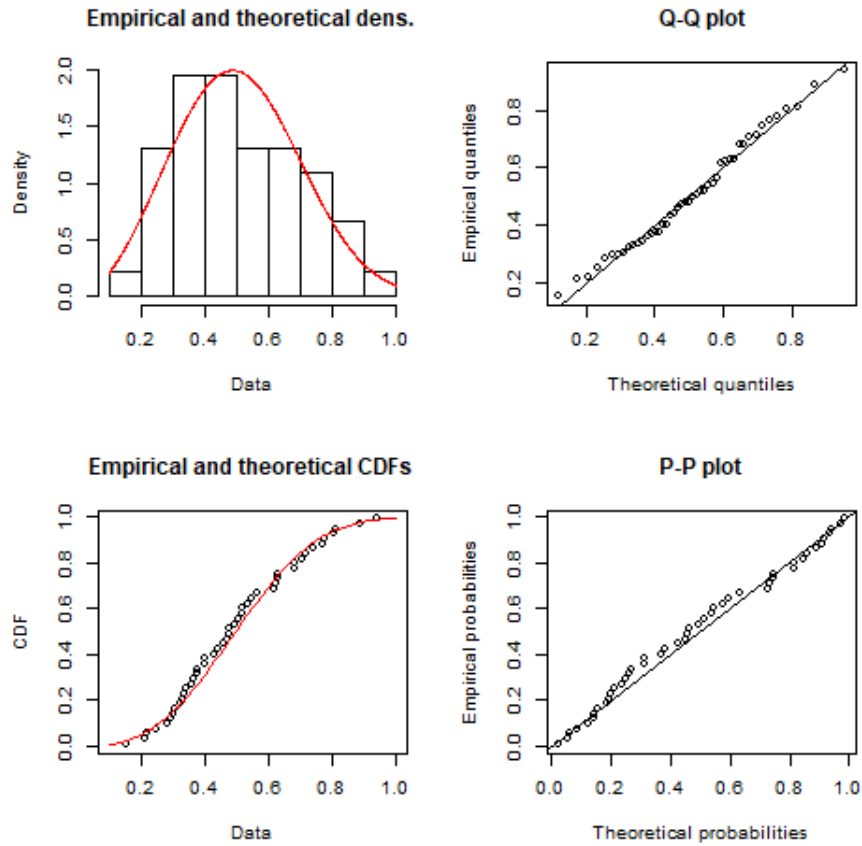 Empirical and theoretical dens.
Density
0.0 0.5 1.0 1.5 2.0
0.2 0.4 0.6 0.8 1.0
Data
Q-Q plot
Empirical quantiles
0.2 0.4 0.6 0.8
0.2 0.4 0.6 0.8
Theoretical quantiles
Empirical and theoretical CDFs
CDF
0.0 0.2 0.4 0.6 0.8 1.0
0.2 0.4 0.6 0.8 1.0
Data
P-P plot
Empirical probabilities
0.0 0.2 0.4 0.6 0.8 1.0
0.0 0.2 0.4 0.6 0.8 1.0
Theoretical probabilities